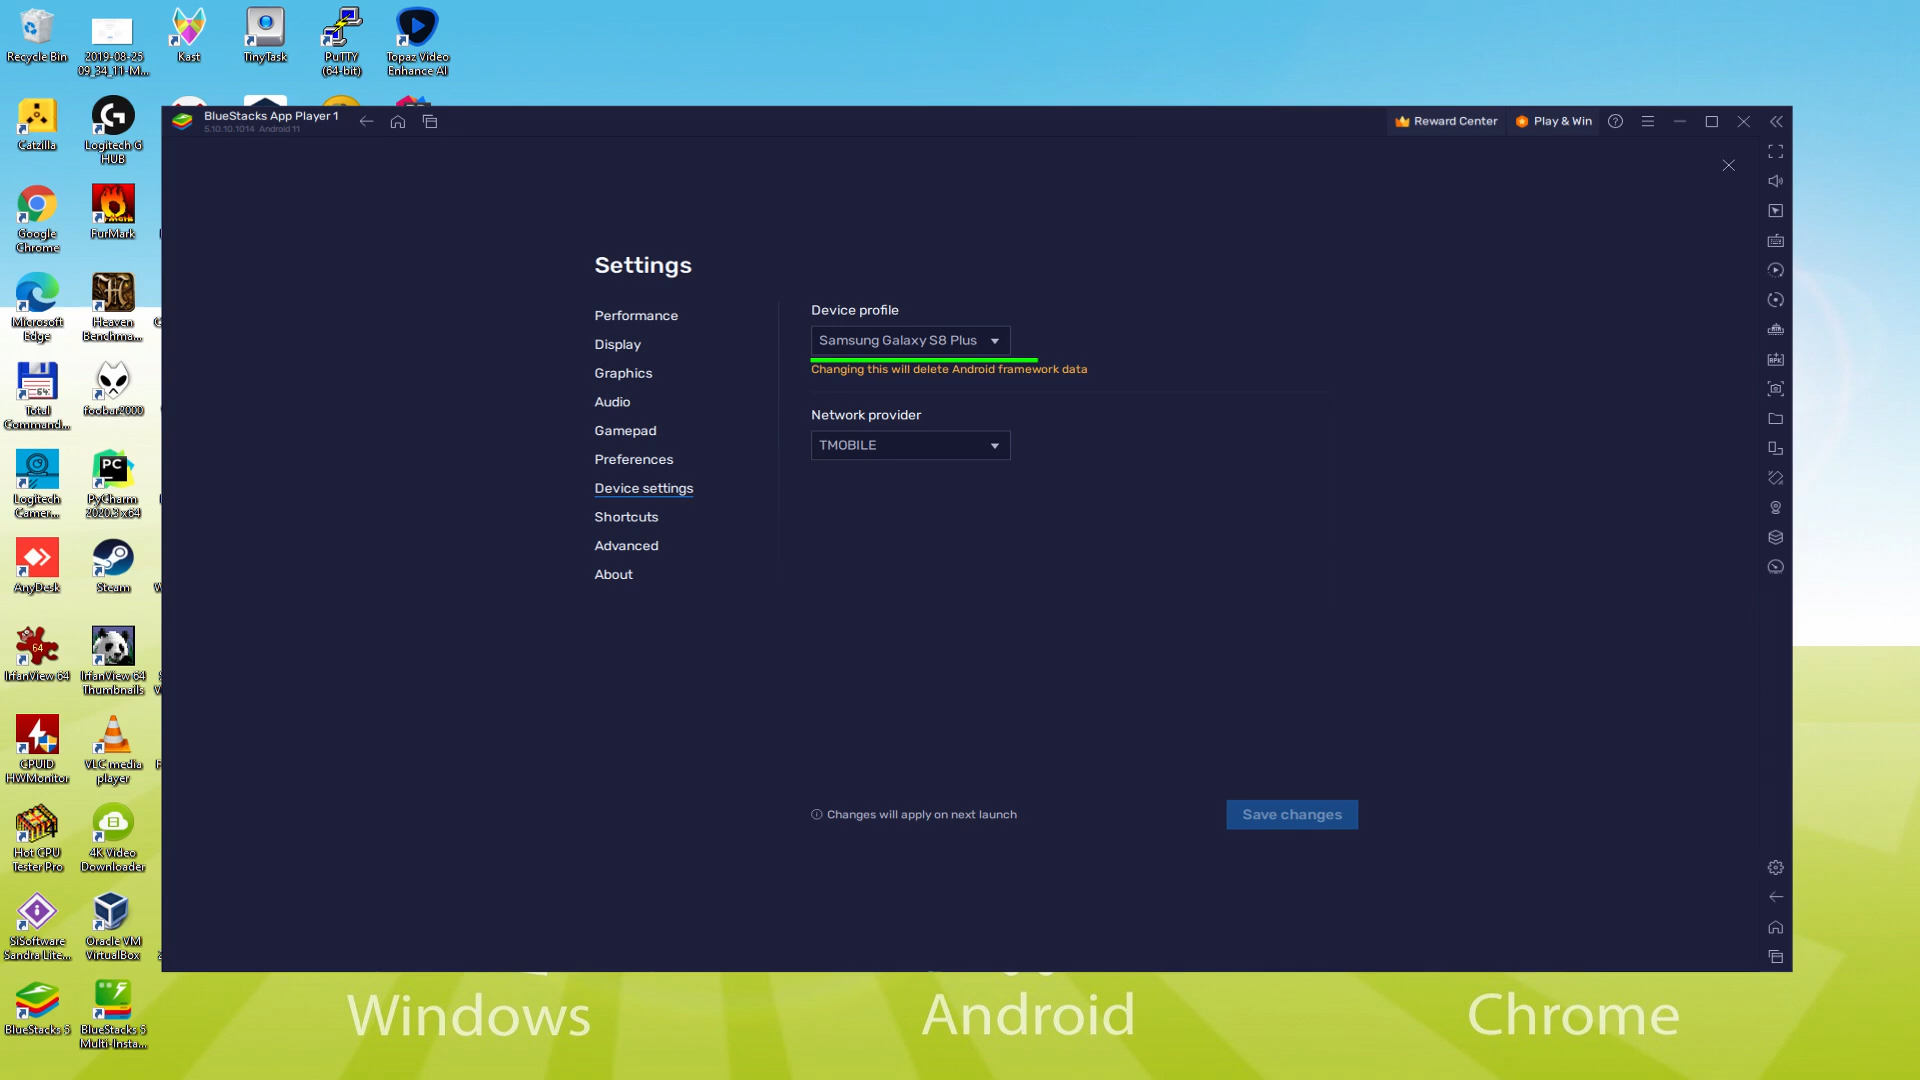 Recycle Bin
2019-08-25
09_34_11-M...
Kast
TinyTask
PuTTY
(64-bit)
Topaz Video
Enhance AI
Catzilla
Logitech G
HUB
Google
Chrome
FurMark
Microsoft
Edge
Heaven
Benchma...
Total
Command...
foobar2000
Logitech
Camer...
PyCharm
2020.3 x64
AnyDesk
Steam
IrfanView 64
IrfanView 64
Thumbnails
CPUID
HWMonitor
VLC media
player
Hot CPU
Tester Pro
4K Video
Downloader
SiSoftware
Sandra Lite...
Oracle VM
VirtualBox
BlueStacks 5
BlueStacks 5
Multi-Insta...
BlueStacks App Player 1
5.10.10.1014 Android 11
Reward Center
Play & Win
Settings
Performance
Display
Graphics
Audio
Gamepad
Preferences
Device settings
Shortcuts
Advanced
About
Device profile
Samsung Galaxy S8 Plus
Changing this will delete Android framework data
Network provider
TMOBILE
Changes will apply on next launch
Save changes
Windows
Android
Chrome